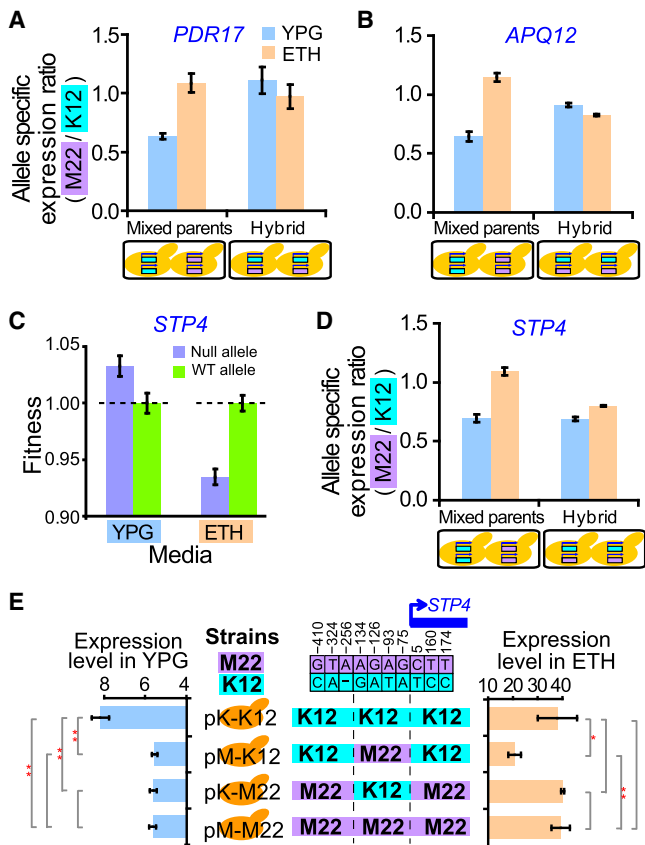 A
PDR17
YPG
ETH
Allele specific
expression ratio
( M22 / K12 )
1.5
1.0
0.5
0.0
Mixed parents
Hybrid
B
APQ12
1.5
1.0
0.5
0.0
Mixed parents
Hybrid
C
STP4
Null allele
WT allele
Fitness
1.05
1.00
0.95
0.90
YPG
ETH
Media
D
STP4
Allele specific
expression ratio
( M22 / K12 )
1.5
1.0
0.5
0.0
Mixed parents
Hybrid
E
Expression
level in YPG
8 6 4
Strains
M22
K12
−410 −324 −256 −134 −126 −93 −75 5 160 174
STP4
G T A A G A G C T T
C A − G A T A T C C
Expression
level in ETH
10 20 30 40
** ** **
pK-K12 K12 K12 K12
pM-K12 K12 M22 K12
pK-M22 M22 K12 M22
pM-M22 M22 M22 M22
* **